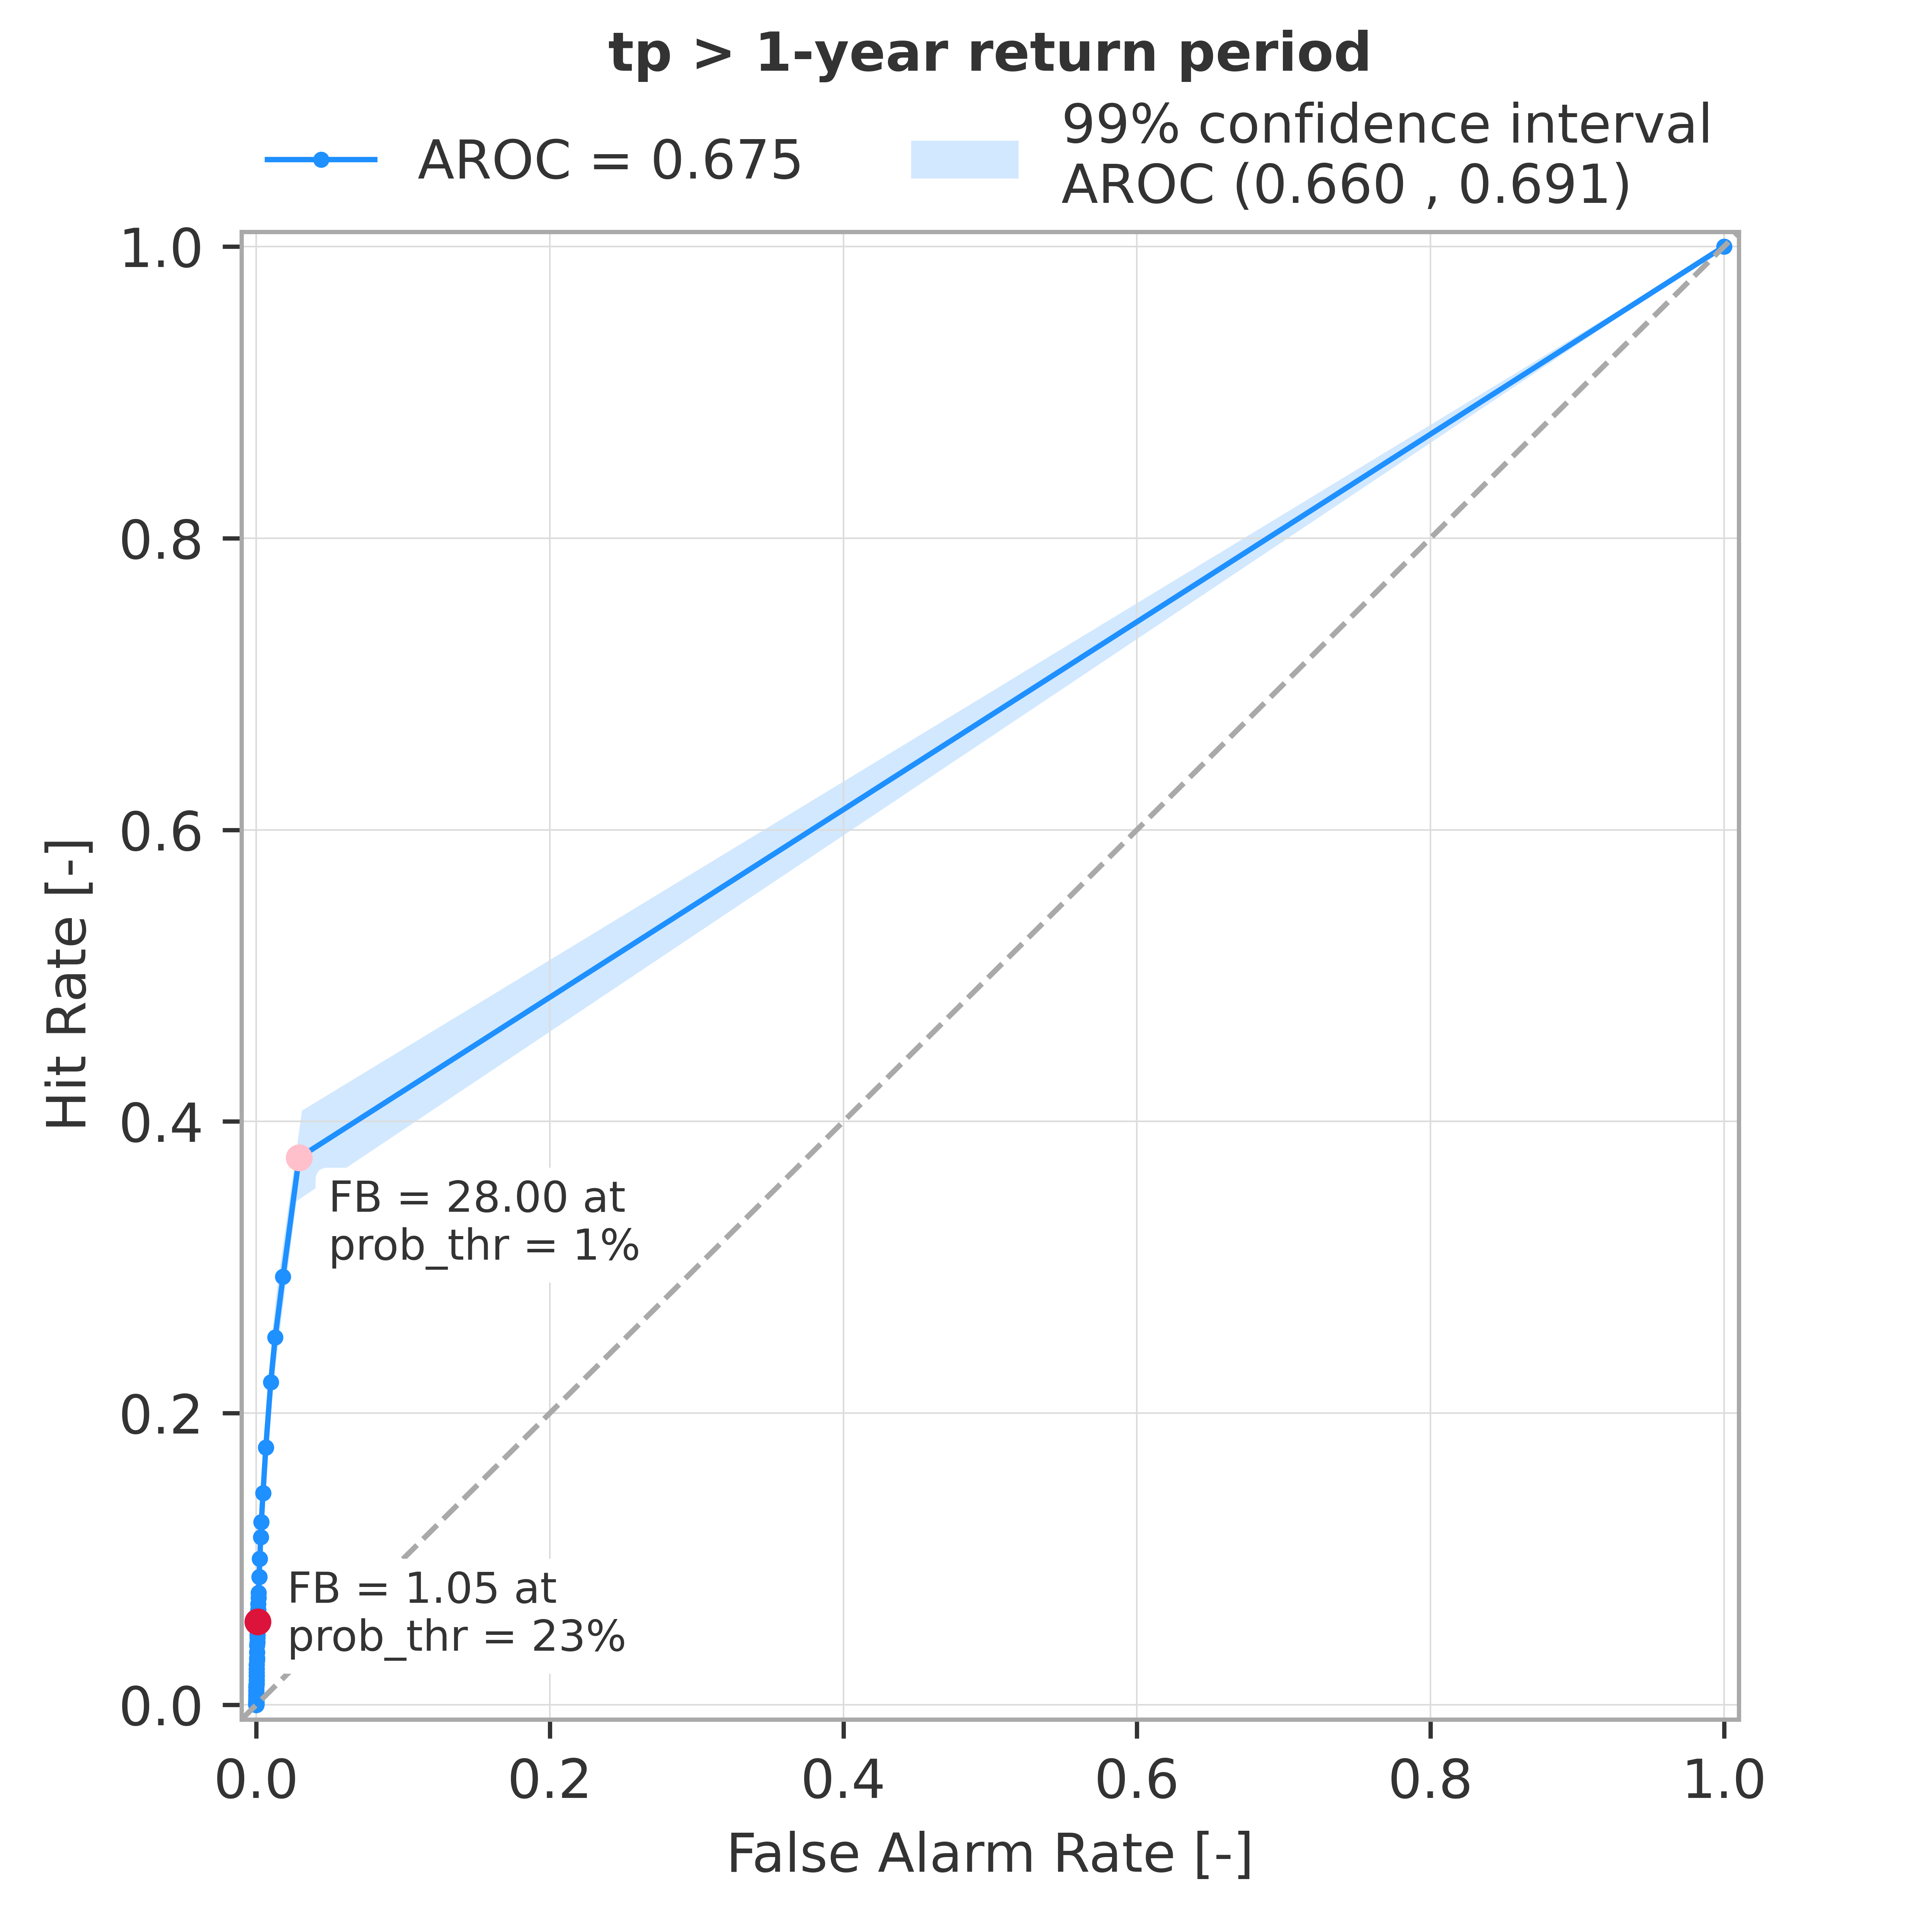 tp > 1-year return period
AROC = 0.675
99% confidence interval
AROC (0.660 , 0.691)
1.0
0.8
0.6
0.4
0.2
0.0
Hit Rate [-]
FB = 28.00 at
prob_thr = 1%
FB = 1.05 at
prob_thr = 23%
0.0
0.2
0.4
0.6
0.8
1.0
False Alarm Rate [-]